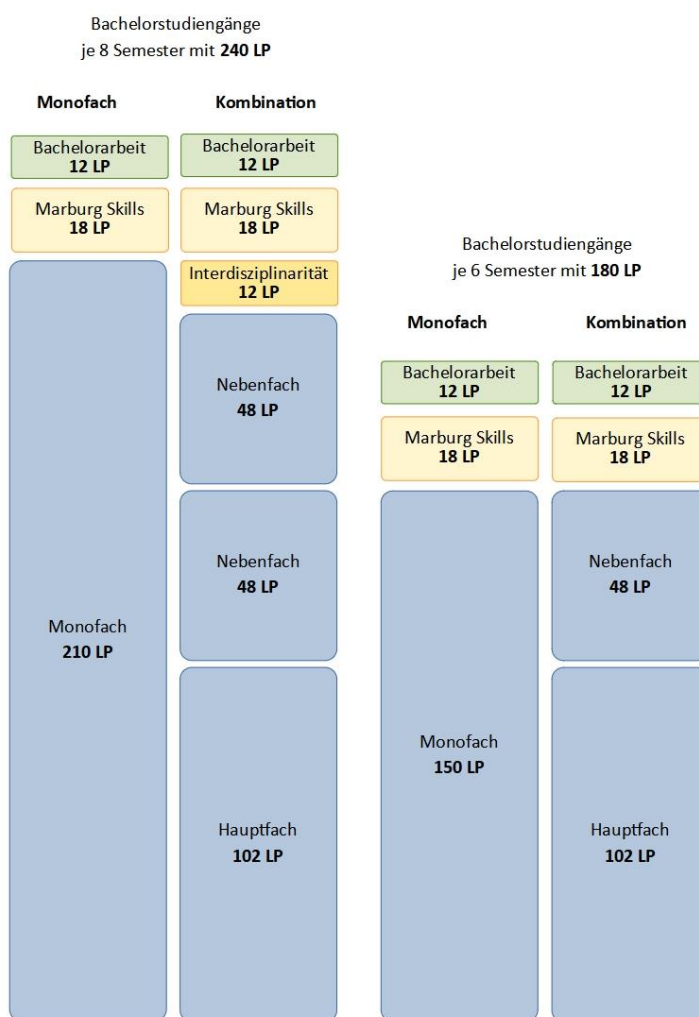 Bachelorstudiengänge
je 8 Semester mit 240 LP
Monofach
Kombination
Bachelorarbeit
12 LP
Marburg Skills
18 LP
Monofach
210 LP
Bachelorarbeit
12 LP
Marburg Skills
18 LP
Interdisziplinarität
12 LP
Nebenfach
48 LP
Nebenfach
48 LP
Hauptfach
102 LP
Bachelorstudiengänge
je 6 Semester mit 180 LP
Monofach
Kombination
Bachelorarbeit
12 LP
Marburg Skills
18 LP
Monofach
150 LP
Bachelorarbeit
12 LP
Marburg Skills
18 LP
Nebenfach
48 LP
Hauptfach
102 LP